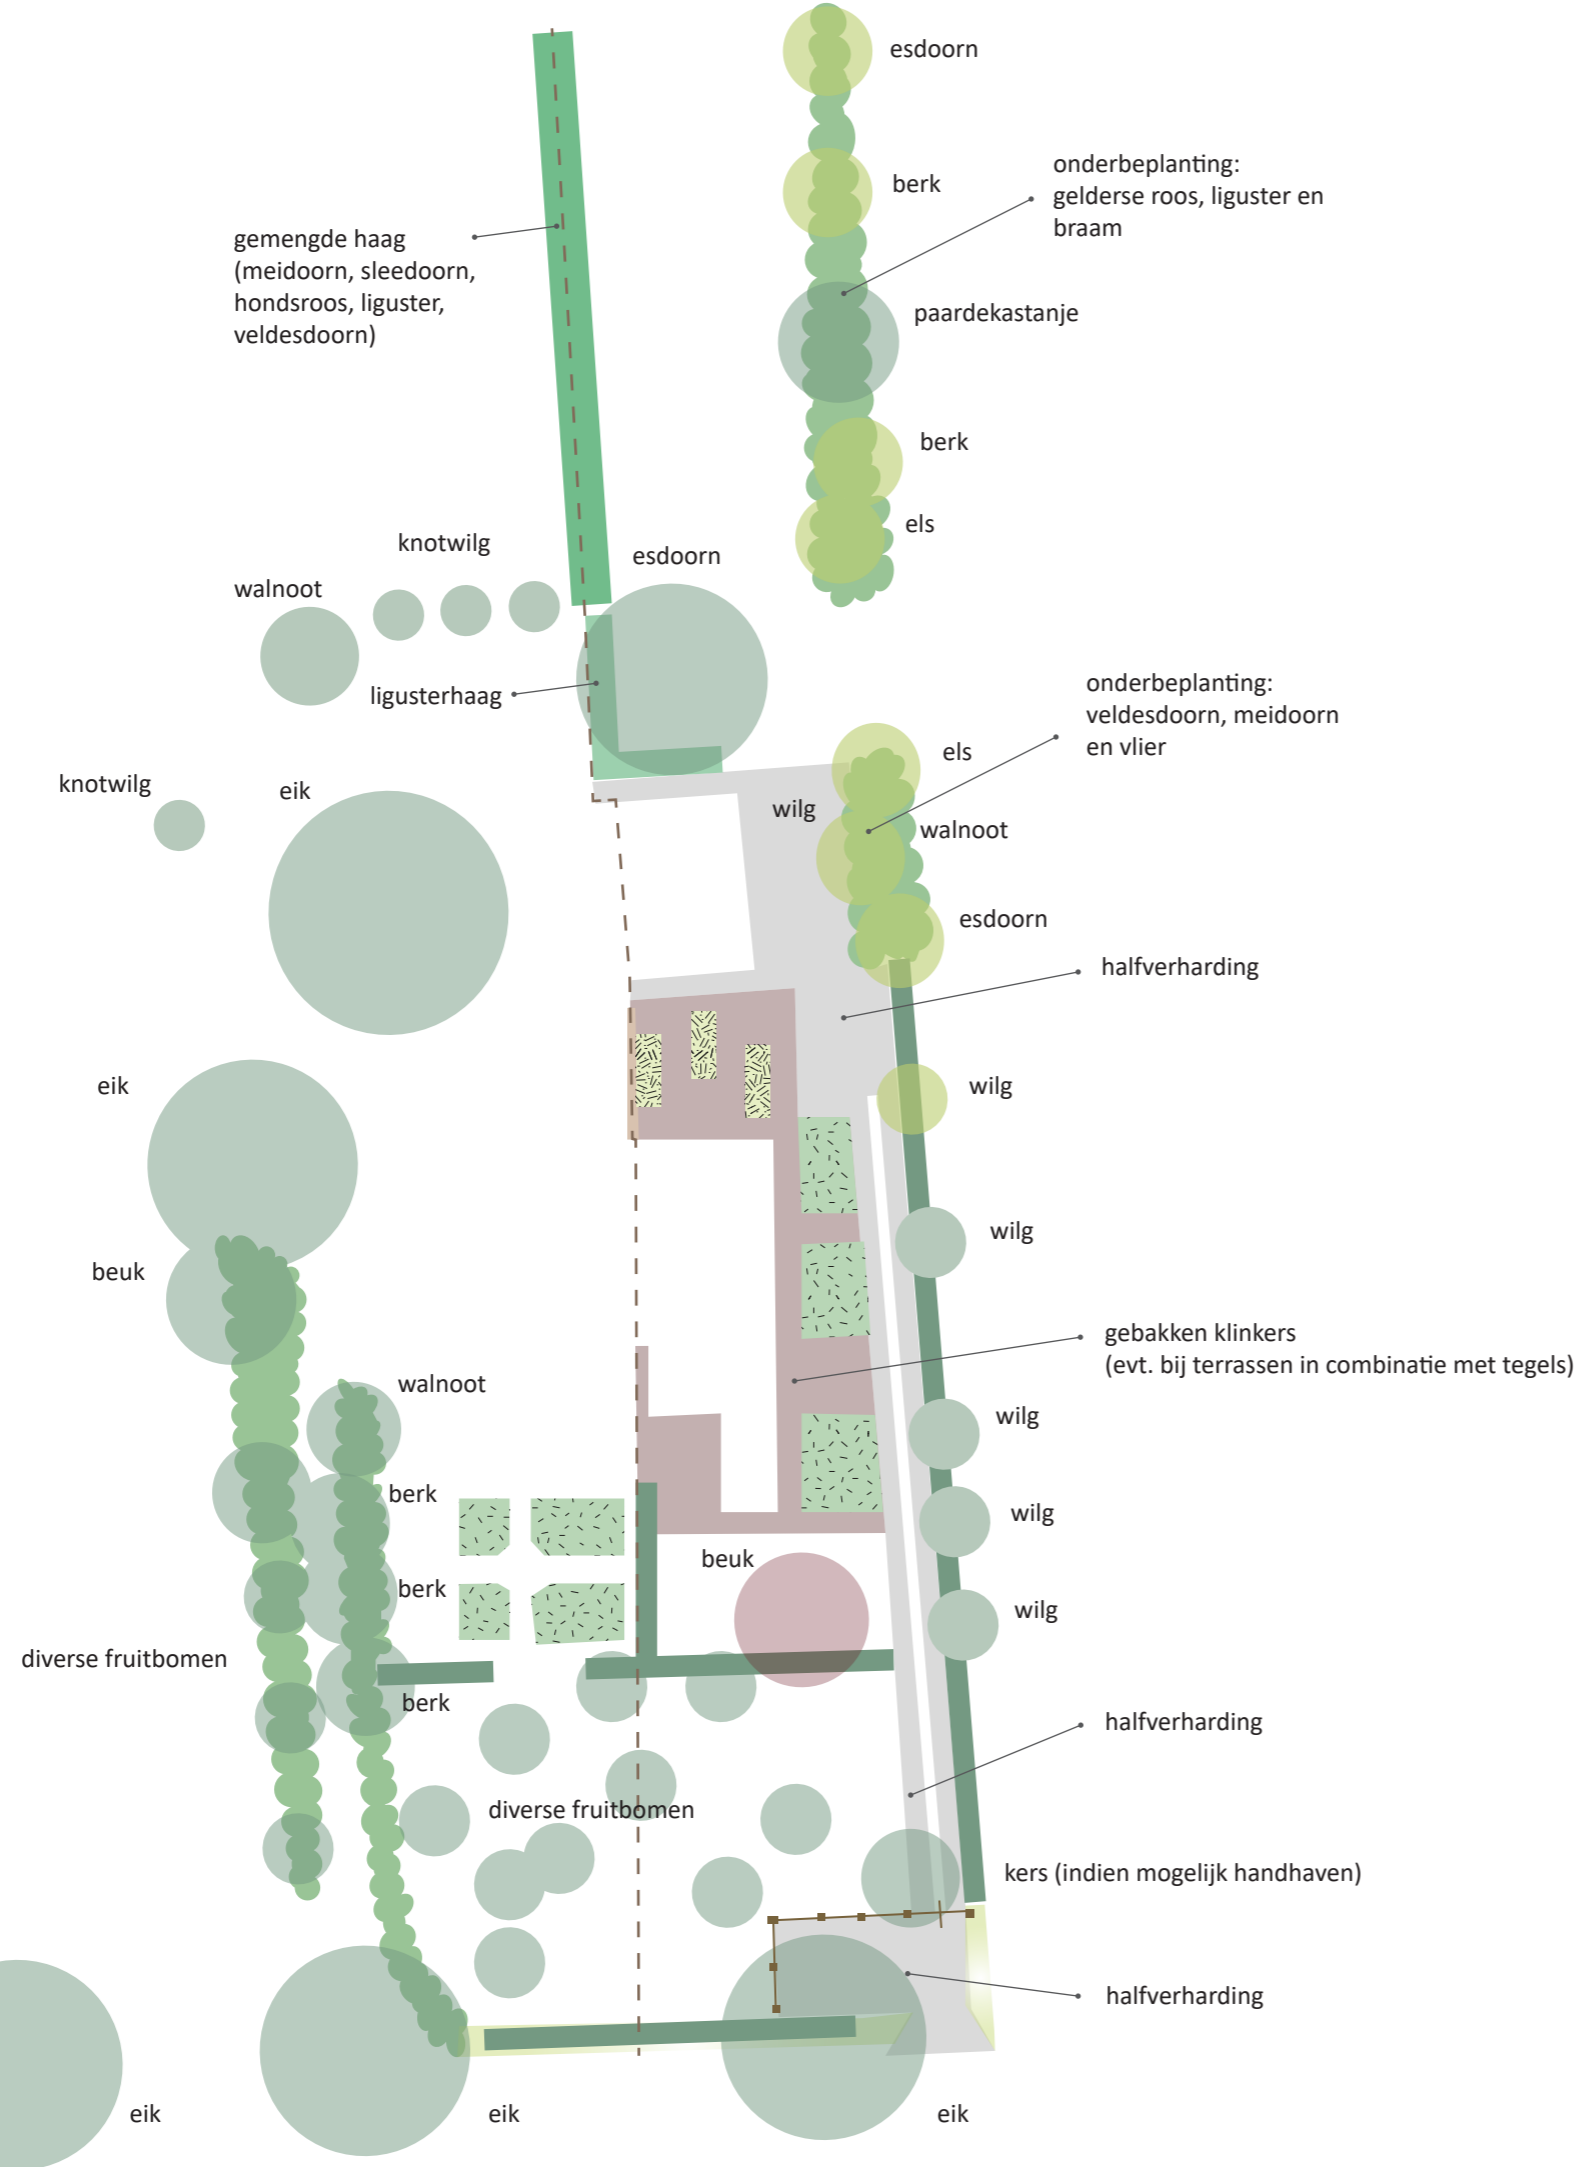 esdoorn
berk
onderbeplanting:
gelderse roos, liguster en
braam
gemengde haag
(meidoorn, sleedoorn,
hondsroos, liguster,
veldesdoorn)
paardekastanje
berk
els
knotwilg
esdoorn
walnoot
ligusterhaag
onderbeplanting:
veldesdoorn, meidoorn
en vlier
els
knotwilg
eik
wilg
walnoot
esdoorn
halfverharding
eik
wilg
wilg
beuk
gebakken klinkers
(evt. bij terrassen in combinatie met tegels)
walnoot
wilg
berk
wilg
beuk
berk
wilg
diverse fruitbomen
berk
halfverharding
diverse fruitbomen
kers (indien mogelijk handhaven)
halfverharding
eik
eik
eik